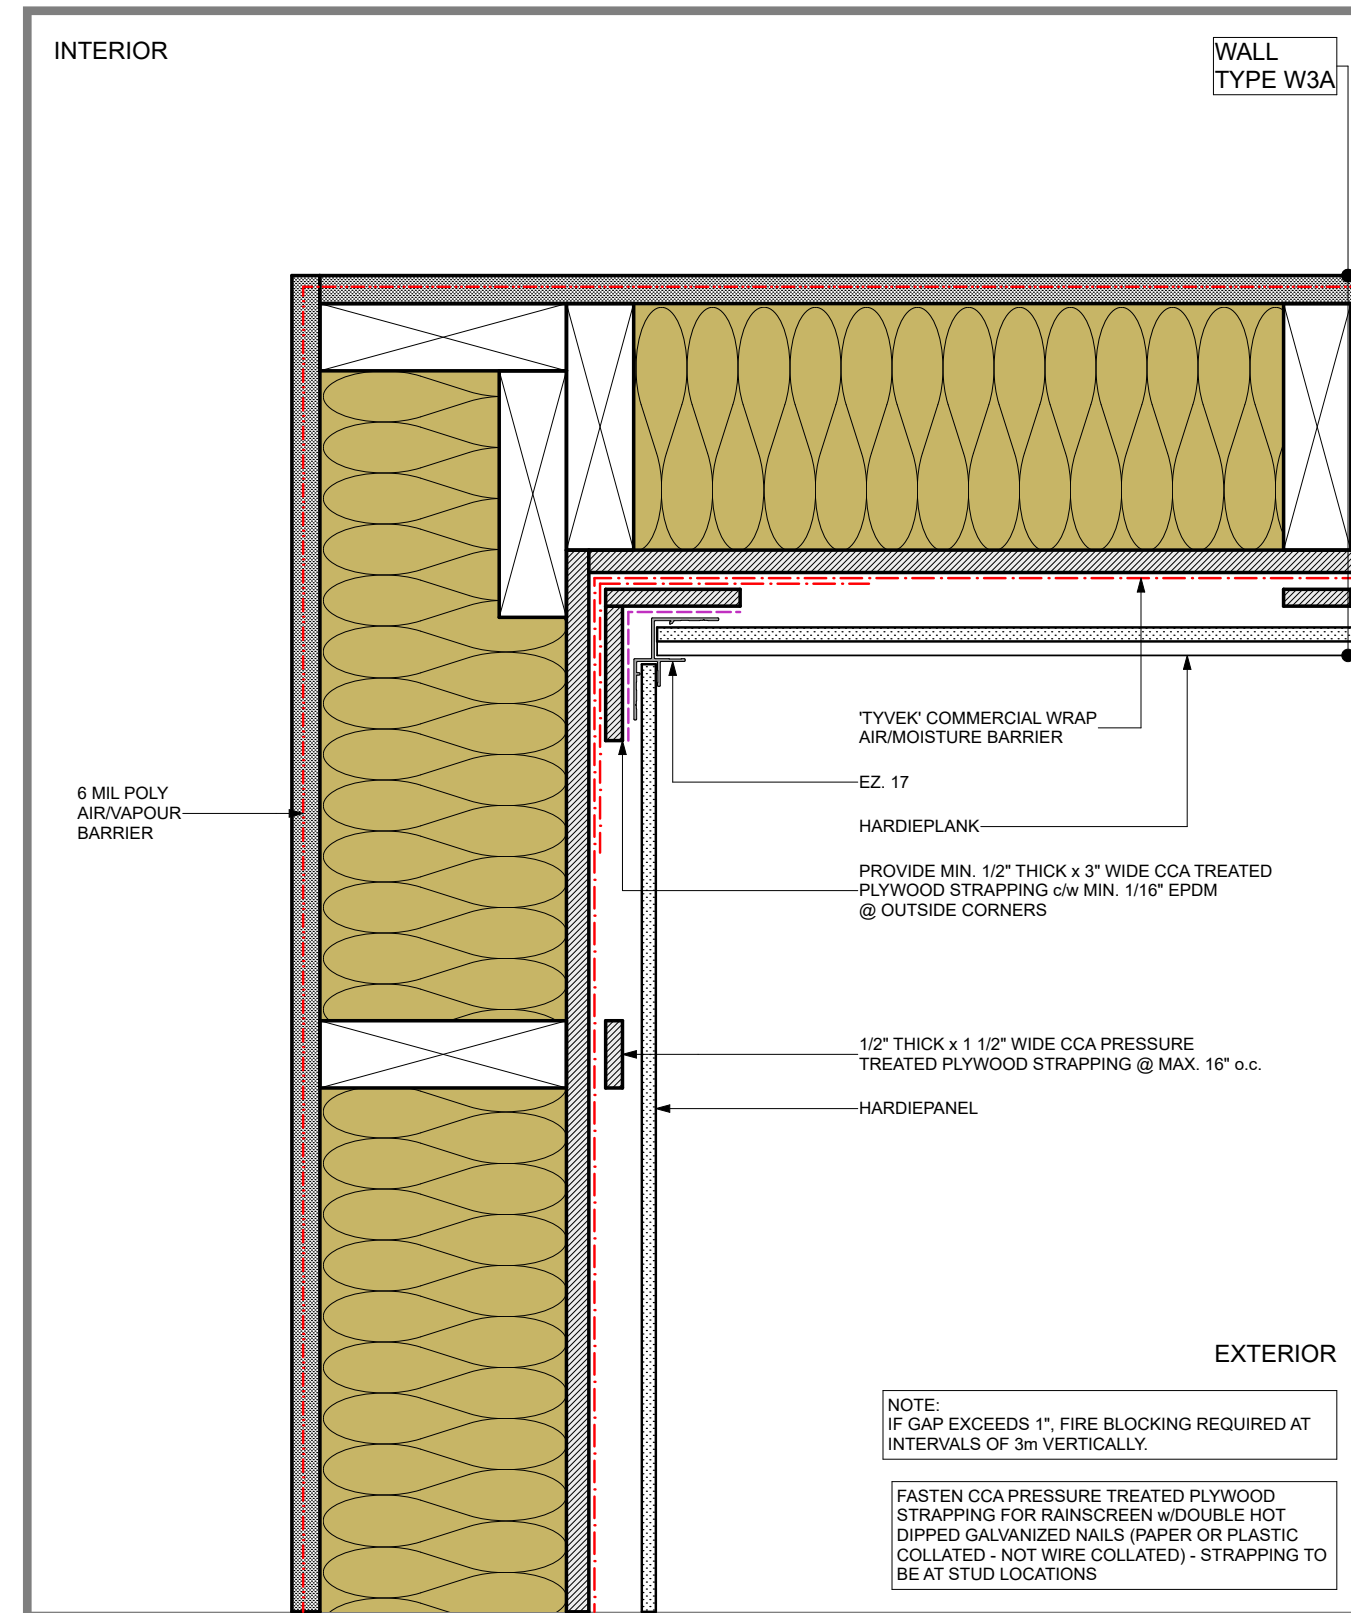 INTERIOR
WALL
TYPE W3A
'TYVEK' COMMERCIAL WRAP
AIR/MOISTURE BARRIER
EZ. 17
6 MIL POLY
AIR/VAPOUR
BARRIER
HARDIEPLANK
PROVIDE MIN. 1/2" THICK x 3" WIDE CCA TREATED
PLYWOOD STRAPPING c/w MIN. 1/16" EPDM
@ OUTSIDE CORNERS
1/2" THICK x 1 1/2" WIDE CCA PRESSURE
TREATED PLYWOOD STRAPPING @ MAX. 16" o.c.
HARDIEPANEL
EXTERIOR
NOTE:
IF GAP EXCEEDS 1", FIRE BLOCKING REQUIRED AT
INTERVALS OF 3m VERTICALLY.
FASTEN CCA PRESSURE TREATED PLYWOOD
STRAPPING FOR RAINSCREEN w/DOUBLE HOT
DIPPED GALVANIZED NAILS (PAPER OR PLASTIC
COLLATED - NOT WIRE COLLATED) - STRAPPING TO
BE AT STUD LOCATIONS